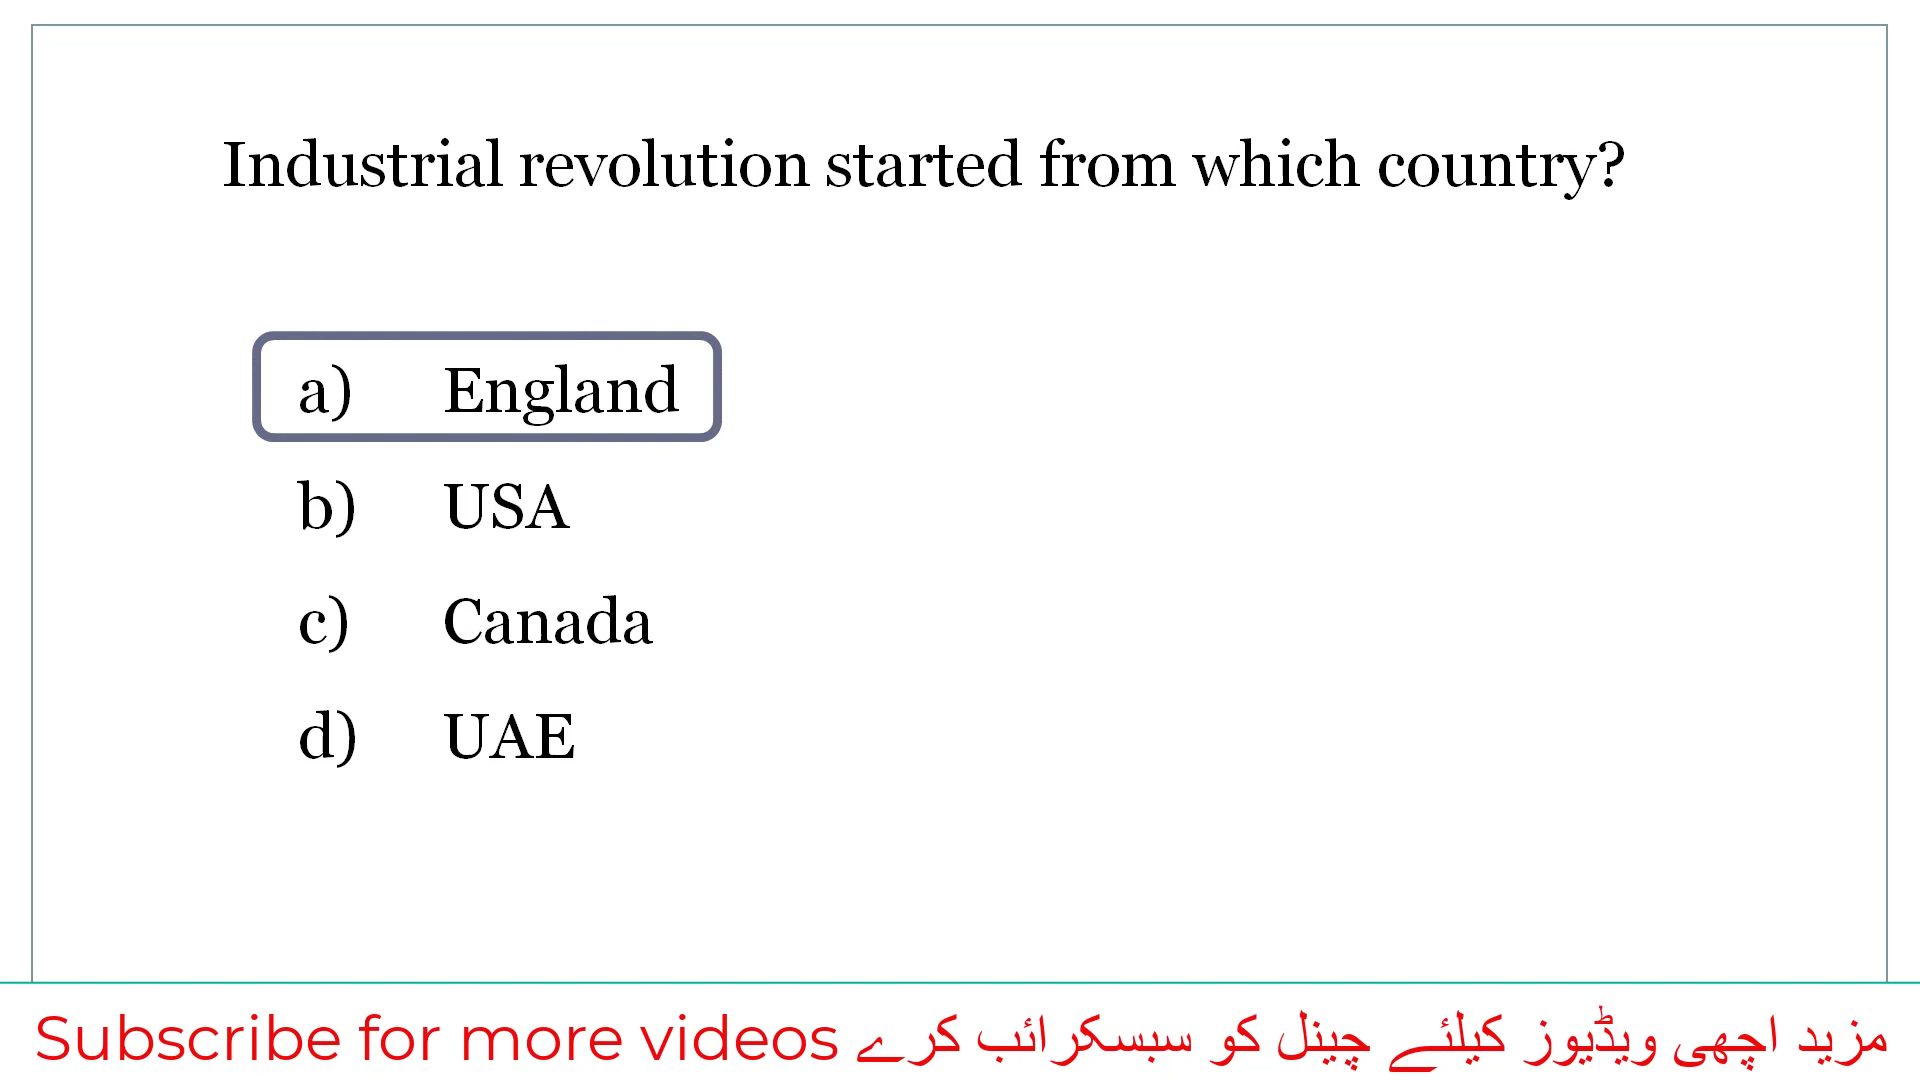 Industrial revolution started from which country?
a) England
b) USA
c) Canada
d) UAE
Subscribe for more videos مزید اچھی ویڈیوز کیلئے چینل کو سبسکرائب کرے